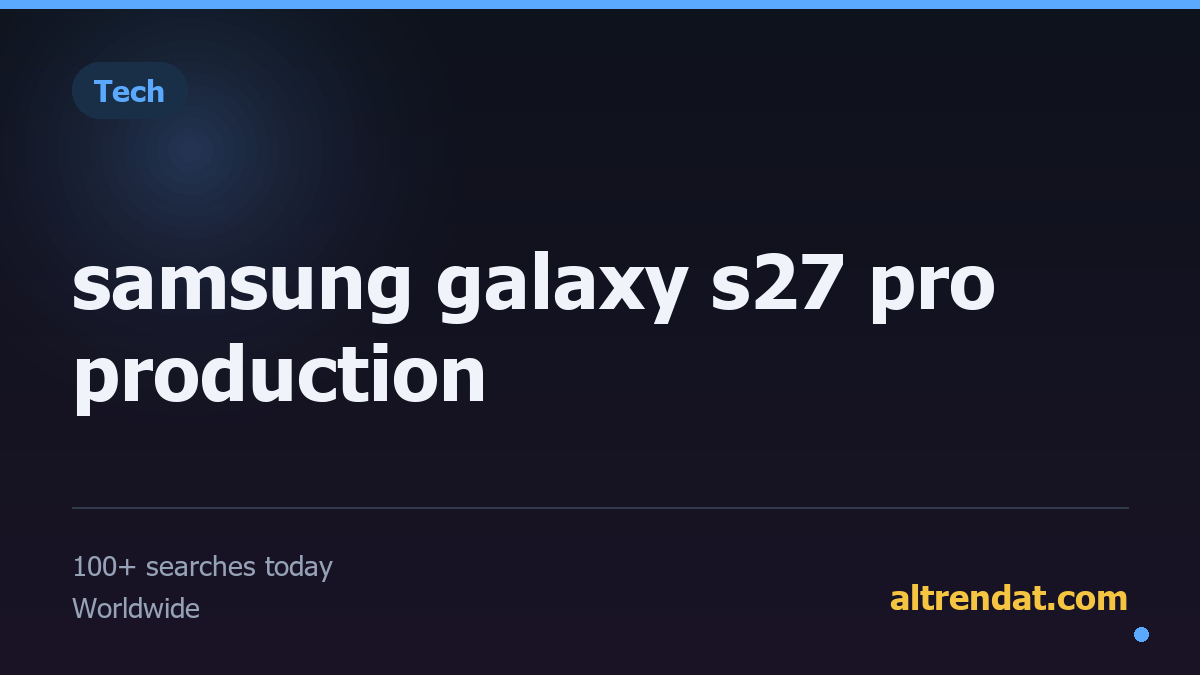 Tech
samsung galaxy s27 pro
production
100+ searches today
Worldwide
altrendat.com